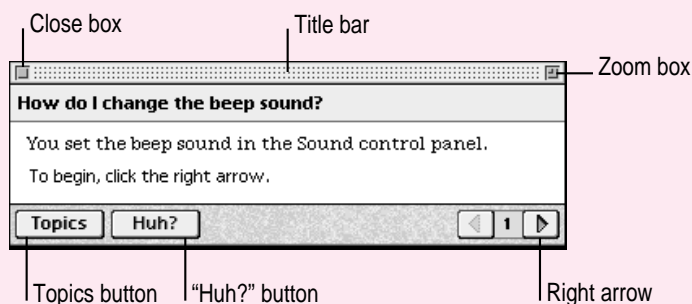 Close box
Title bar
Zoom box
How do I change the beep sound?
You set the beep sound in the Sound control panel.
To begin, click the right arrow.
Topics
Huh?
1
Topics button
“Huh?” button
Right arrow